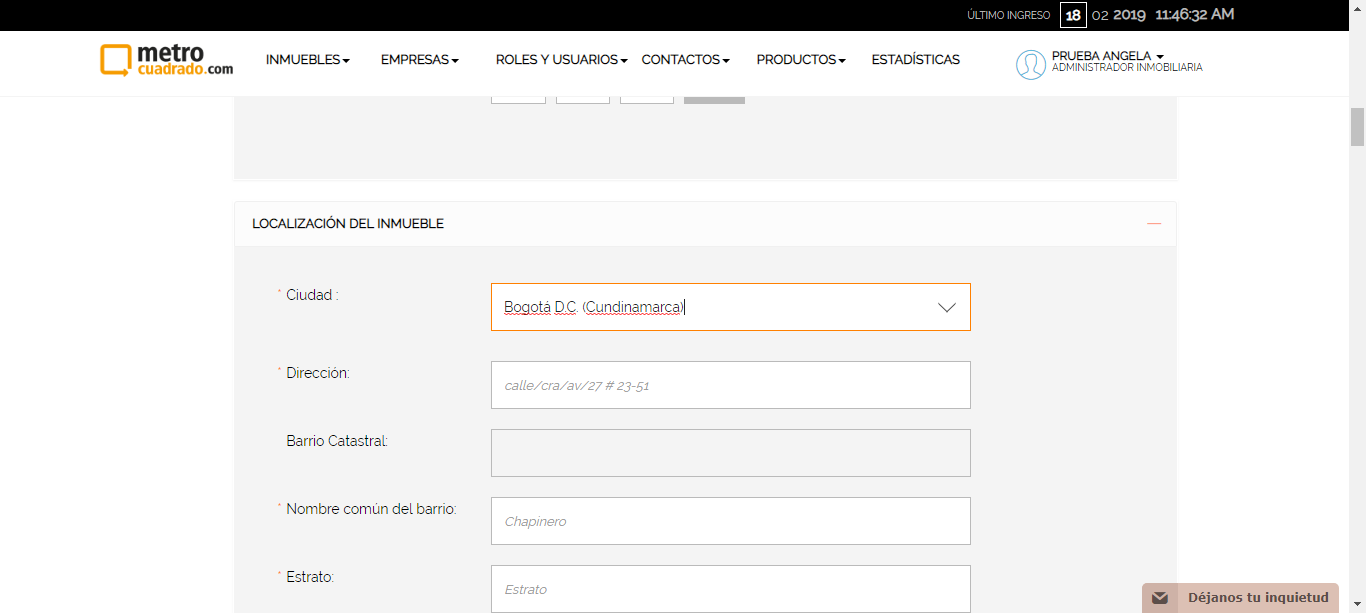 ÚLTIMO INGRESO 18 02 2019 11:46:32 AM
metro
cuadrado.com
INMUEBLES EMPRESAS ROLES Y USUARIOS CONTACTOS PRODUCTOS ESTADÍSTICAS
PRUEBA ANGELA
ADMINISTRADOR INMOBILIARIA
LOCALIZACIÓN DEL INMUEBLE
* Ciudad :
Bogotá D.C. (Cundinamarca)
* Dirección:
calle/cra/av/27 # 23-51
Barrio Catastral:
* Nombre común del barrio:
Chapinero
* Estrato:
Estrato
Déjanos tu inquietud